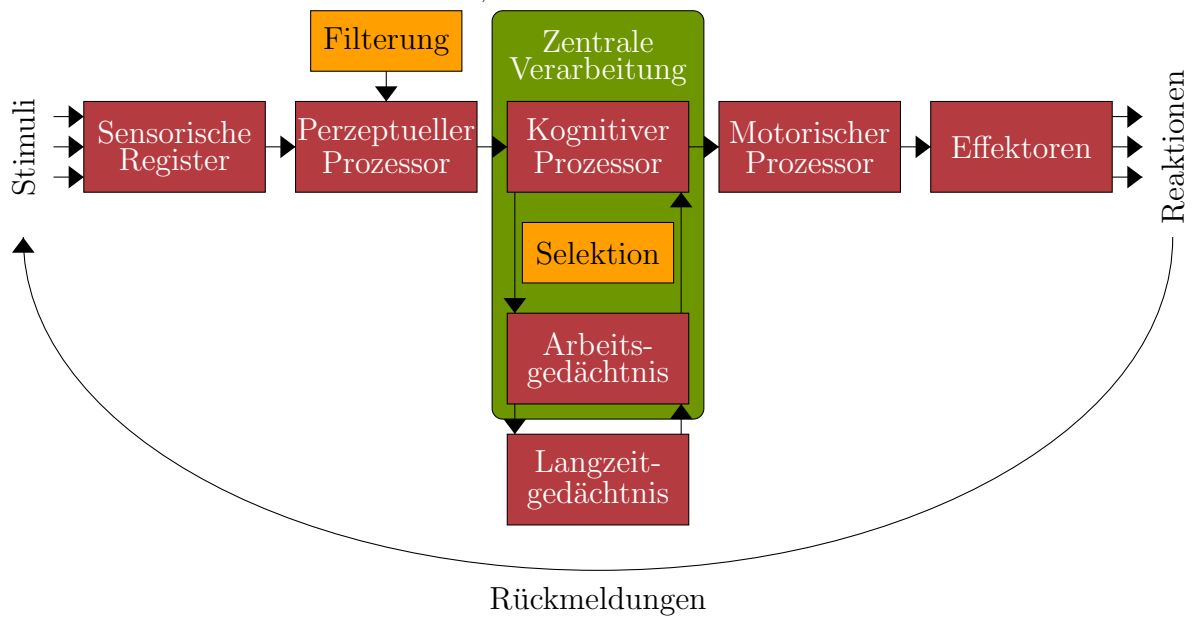 Filterung
Zentrale
Verarbeitung
Stimuli
Sensorische
Register
Perzeptueller
Prozessor
Kognitiver
Prozessor
Motorischer
Prozessor
Effektoren
Reaktionen
Selektion
Arbeits-
gedächtnis
Langzeit-
gedächtnis
Rückmeldungen